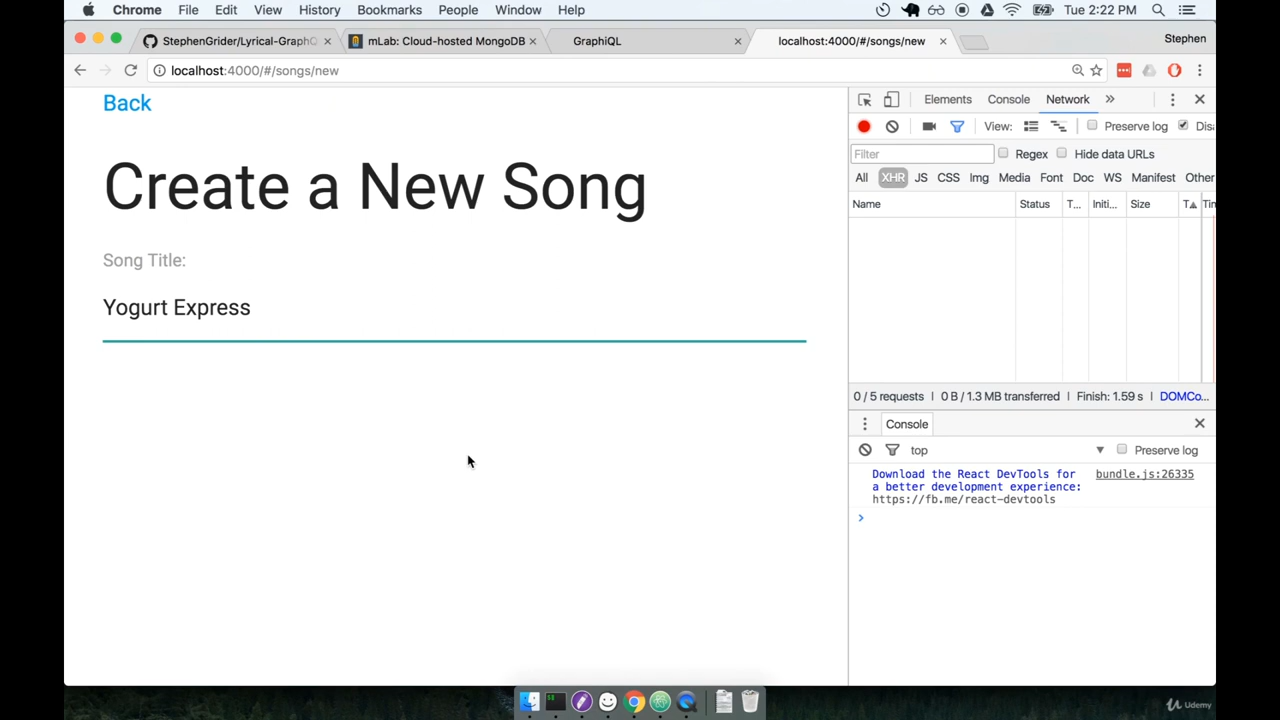 Chrome File Edit View History Bookmarks People Window Help Tue 2:22 PM
StephenGrider/Lyrical-GraphQ mLab: Cloud-hosted MongoDB GraphiQL localhost:4000/#/songs/new Stephen
localhost:4000/#/songs/new
Back
Create a New Song
Song Title:
Yogurt Express
Elements Console Network
View: Preserve log Disa
Filter Regex Hide data URLs
All XHR JS CSS Img Media Font Doc WS Manifest Other
Name Status T... Initi... Size T Tin
0 / 5 requests | 0 B / 1.3 MB transferred | Finish: 1.59 s | DOMCo...
Console
top Preserve log
Download the React DevTools for bundle.js:26335
a better development experience:
https://fb.me/react-devtools
Udemy